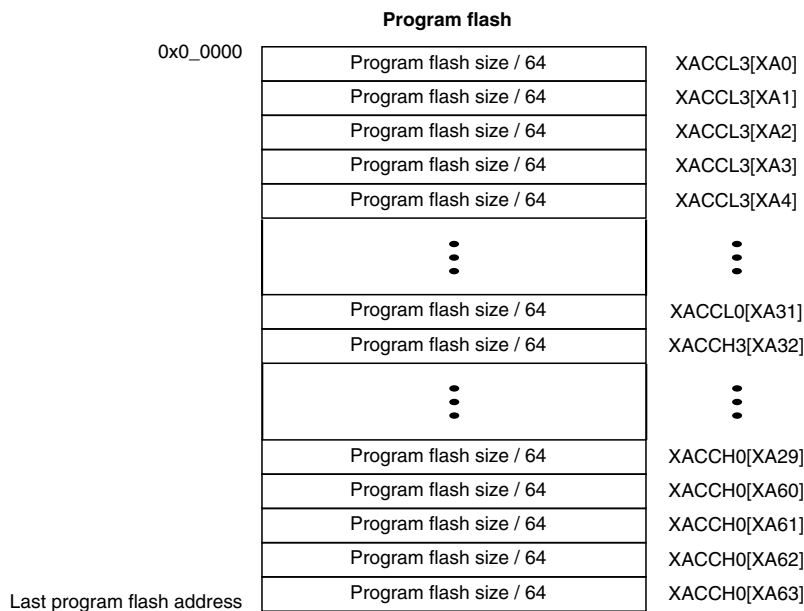 Program flash
0x0_0000
Program flash size / 64 XACCL3[XA0]
Program flash size / 64 XACCL3[XA1]
Program flash size / 64 XACCL3[XA2]
Program flash size / 64 XACCL3[XA3]
Program flash size / 64 XACCL3[XA4]
Program flash size / 64 XACCL0[XA31]
Program flash size / 64 XACCH3[XA32]
Program flash size / 64 XACCH0[XA29]
Program flash size / 64 XACCH0[XA60]
Program flash size / 64 XACCH0[XA61]
Program flash size / 64 XACCH0[XA62]
Program flash size / 64 XACCH0[XA63]
Last program flash address